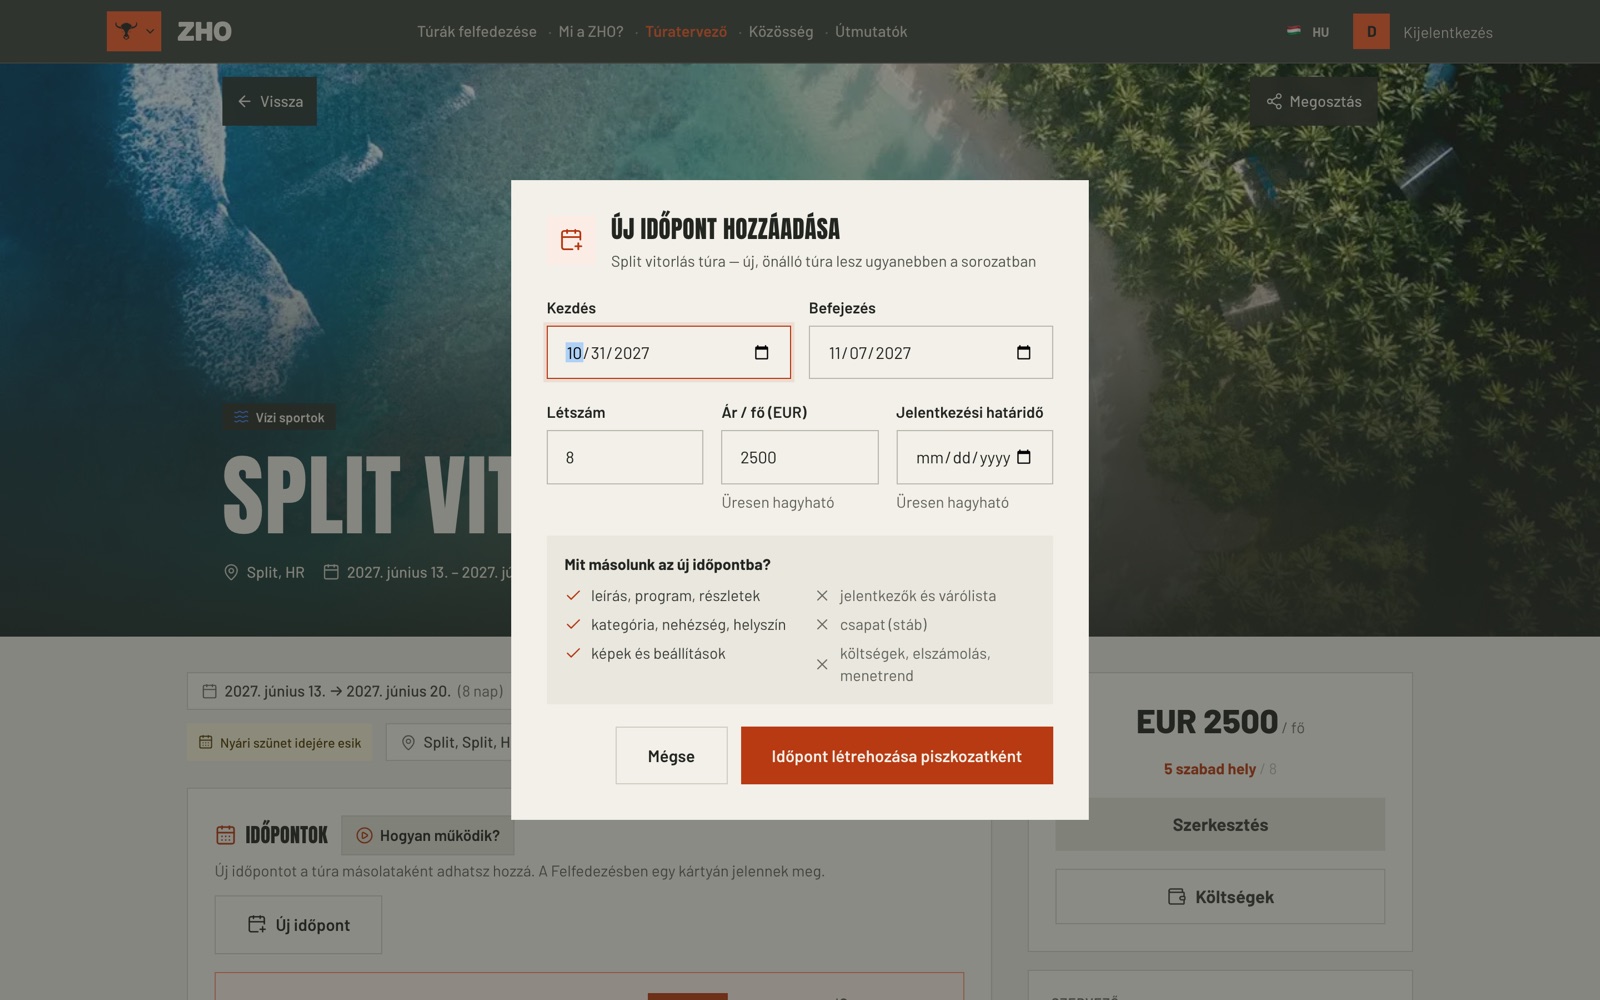 ZHO
Túrák felfedezése · Mi a ZHO? · Túratervező · Közösség · Útmutatók
HU
D
Kijelentkezés
Vissza
Megosztás
Vízi sportok
SPLIT VIT
Split, HR
2027. június 13. – 2027. jú
ÚJ IDŐPONT HOZZÁADÁSA
Split vitorlás túra — új, önálló túra lesz ugyanebben a sorozatban
Kezdés
Befejezés
10/31/2027
11/07/2027
Létszám
Ár / fő (EUR)
Jelentkezési határidő
8
2500
mm/dd/yyyy
Üresen hagyható
Üresen hagyható
Mit másolunk az új időpontba?
leírás, program, részletek
kategória, nehézség, helyszín
képek és beállítások
jelentkezők és várólista
csapat (stáb)
költségek, elszámolás,
menetrend
Mégse
Időpont létrehozása piszkozatként
2027. június 13. → 2027. június 20. (8 nap)
Nyári szünet idejére esik
Split, Split, H
IDŐPONTOK
Hogyan működik?
Új időpontot a túra másolataként adhatsz hozzá. A Felfedezésben egy kártyán jelennek meg.
Új időpont
EUR 2500 / fő
5 szabad hely / 8
Szerkesztés
Költségek